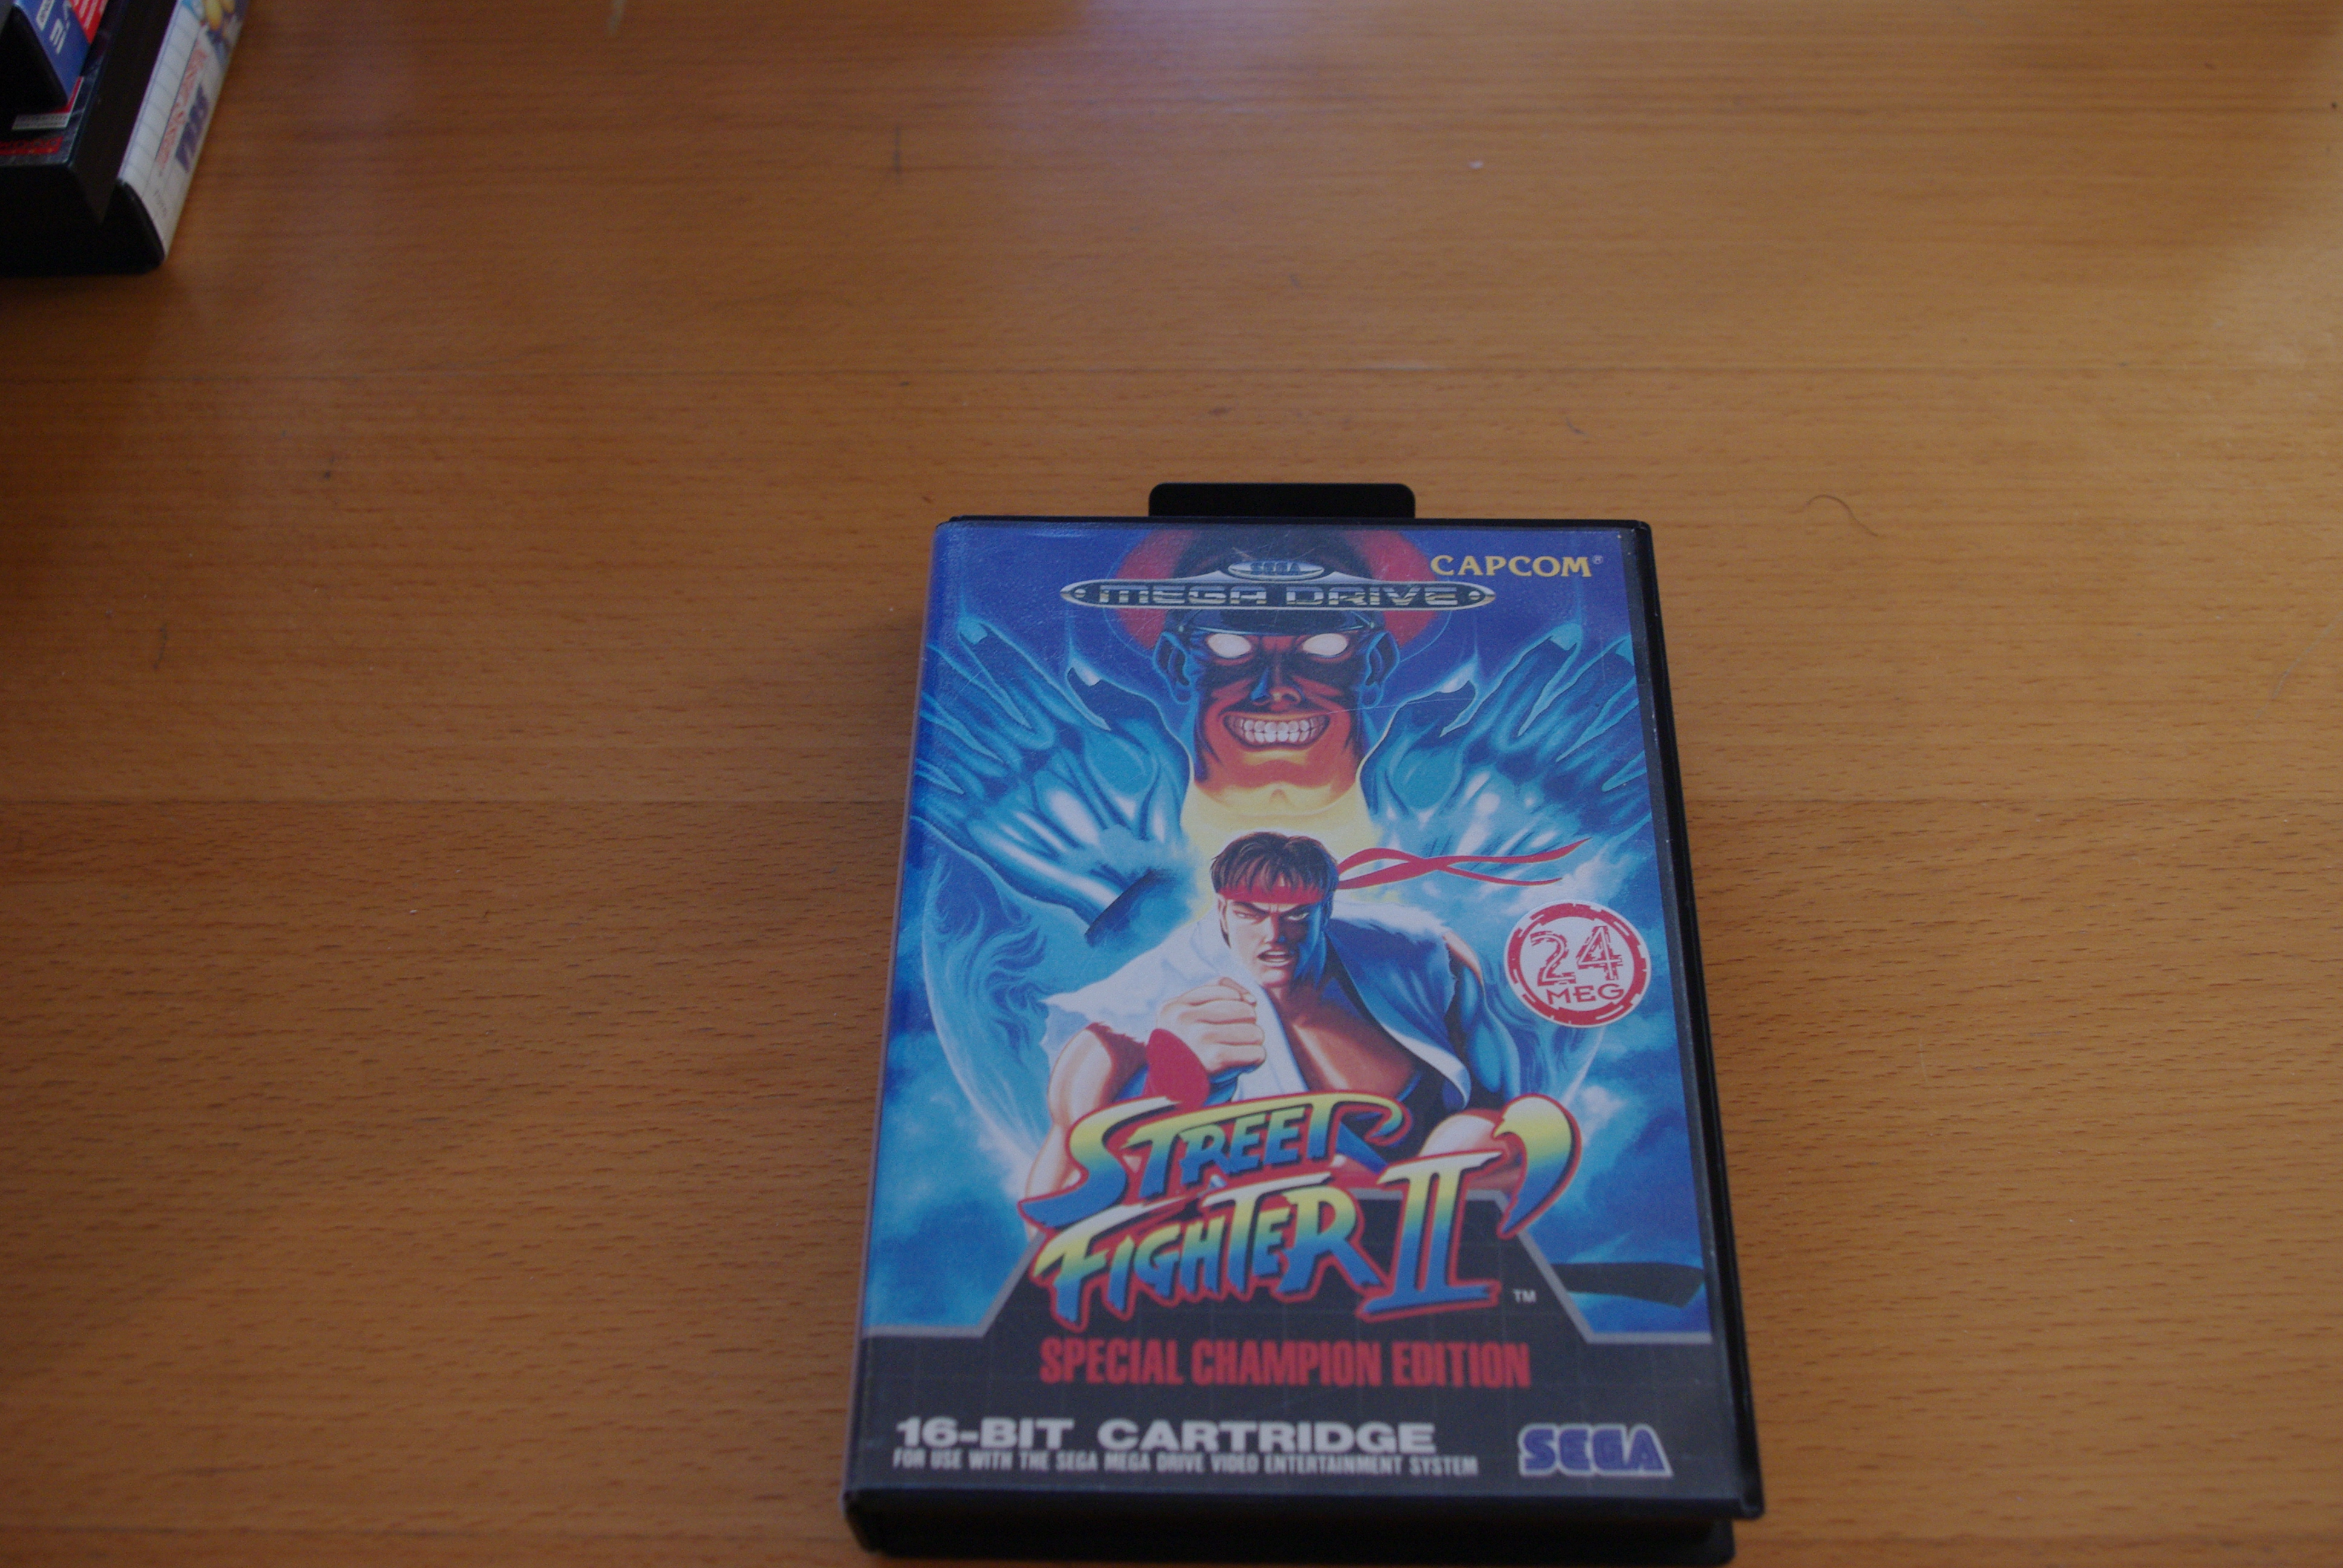 CAPCOM®
SEGA
MEGA DRIVE
24
MEG
STREET
FIGHTER II'
TM
SPECIAL CHAMPION EDITION
16-BIT CARTRIDGE
FOR USE WITH THE SEGA MEGA DRIVE VIDEO ENTERTAINMENT SYSTEM
SEGA